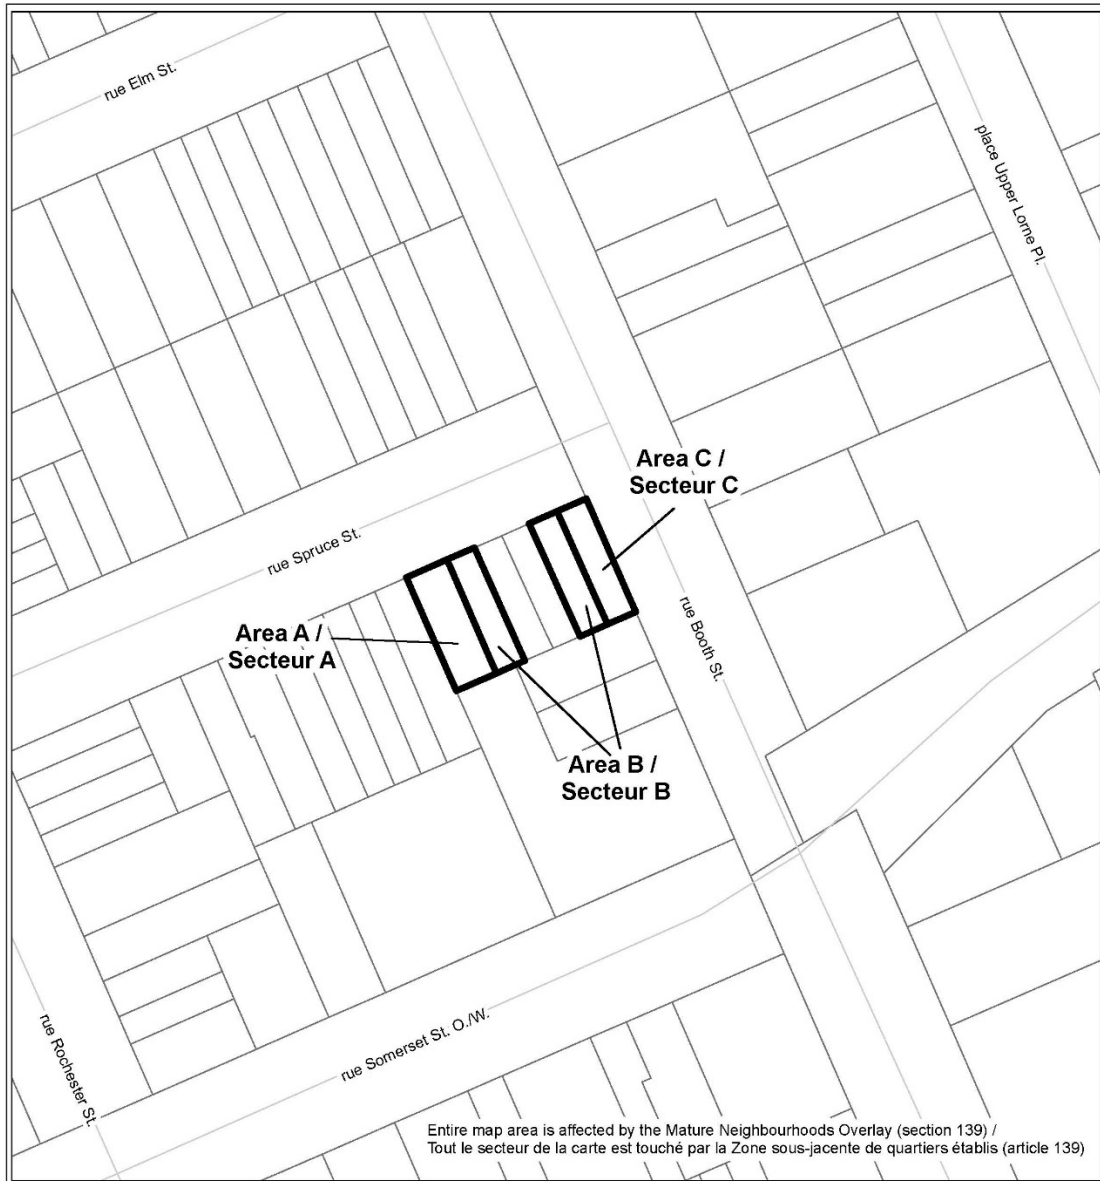 rue Elm St.
place Upper Lorne Pl.
Area C /
Secteur C
rue Spruce St.
rue Booth St.
Area A /
Secteur A
Area B /
Secteur B
rue Rochester St.
rue Somerset St. O./W.
Entire map area is affected by the Mature Neighbourhoods Overlay (section 139) /
Tout le secteur de la carte est touché par la Zone sous-jacente de quartiers établis (article 139)